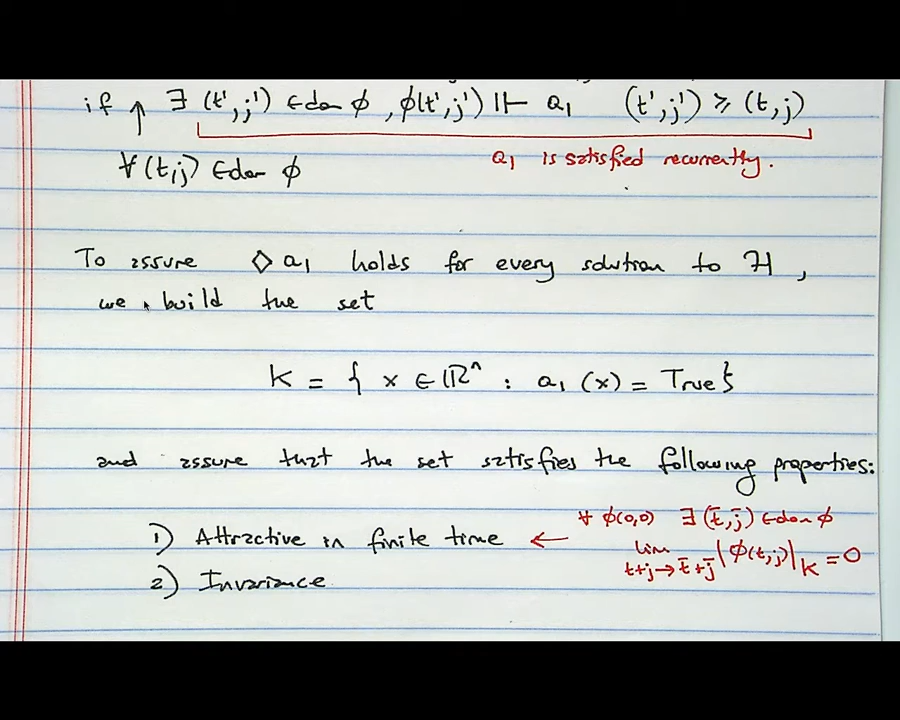 if ↑ ∃ (t',j') ∈ dom ϕ , ϕ(t',j') ⊩ a₁ (t',j') ≥ (t,j)
∀(t,j) ∈ dom ϕ
a₁ is satisfied recurrently.
To assure ◇a₁ holds for every solution to H,
we build the set
K = { x ∈ ℝⁿ : a₁(x) = True}
and assure that the set satisfies the following properties:
1) Attractive in finite time ← ∀ ϕ(0,0) ∃ (t̄,j̄) ∈ dom ϕ
lim t+j→t̄+j̄ |ϕ(t,j)|_K = 0
2) Invariance